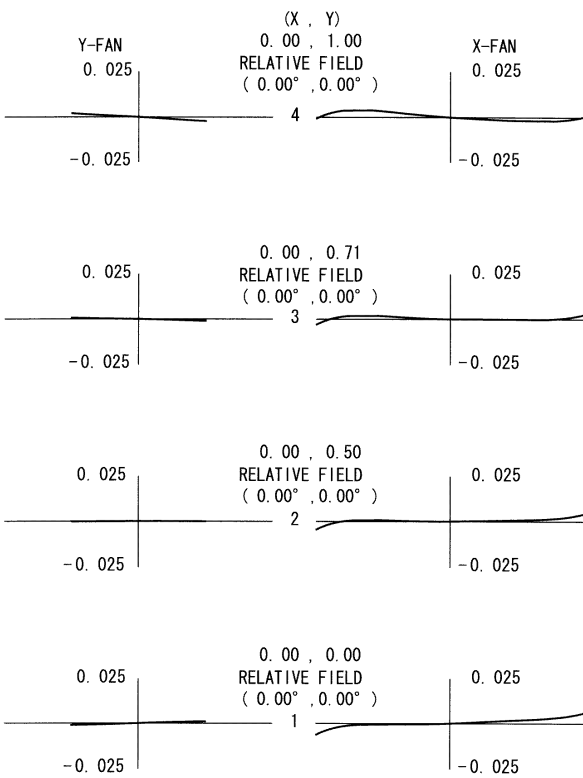 (X , Y)
Y-FAN 0. 00 , 1. 00 X-FAN
0. 025 RELATIVE FIELD 0. 025
( 0. 00° , 0. 00° )
4
-0. 025 -0. 025
0. 00 , 0. 71
0. 025 RELATIVE FIELD 0. 025
( 0. 00° , 0. 00° )
3
-0. 025 -0. 025
0. 00 , 0. 50
0. 025 RELATIVE FIELD 0. 025
( 0. 00° , 0. 00° )
2
-0. 025 -0. 025
0. 00 , 0. 00
0. 025 RELATIVE FIELD 0. 025
( 0. 00° , 0. 00° )
1
-0. 025 -0. 025